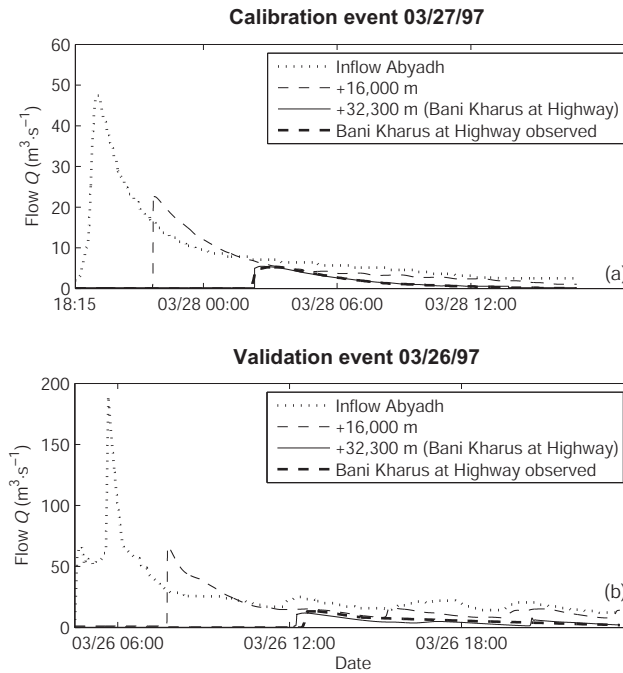 Calibration event 03/27/97
60
50
40
30
20
10
0
Flow Q (m³·s⁻¹)
Inflow Abyadh
+16,000 m
+32,300 m (Bani Kharus at Highway)
Bani Kharus at Highway observed
(a)
18:15 03/28 00:00 03/28 06:00 03/28 12:00
Validation event 03/26/97
200
150
100
50
0
Flow Q (m³·s⁻¹)
Inflow Abyadh
+16,000 m
+32,300 m (Bani Kharus at Highway)
Bani Kharus at Highway observed
(b)
03/26 06:00 03/26 12:00 03/26 18:00
Date